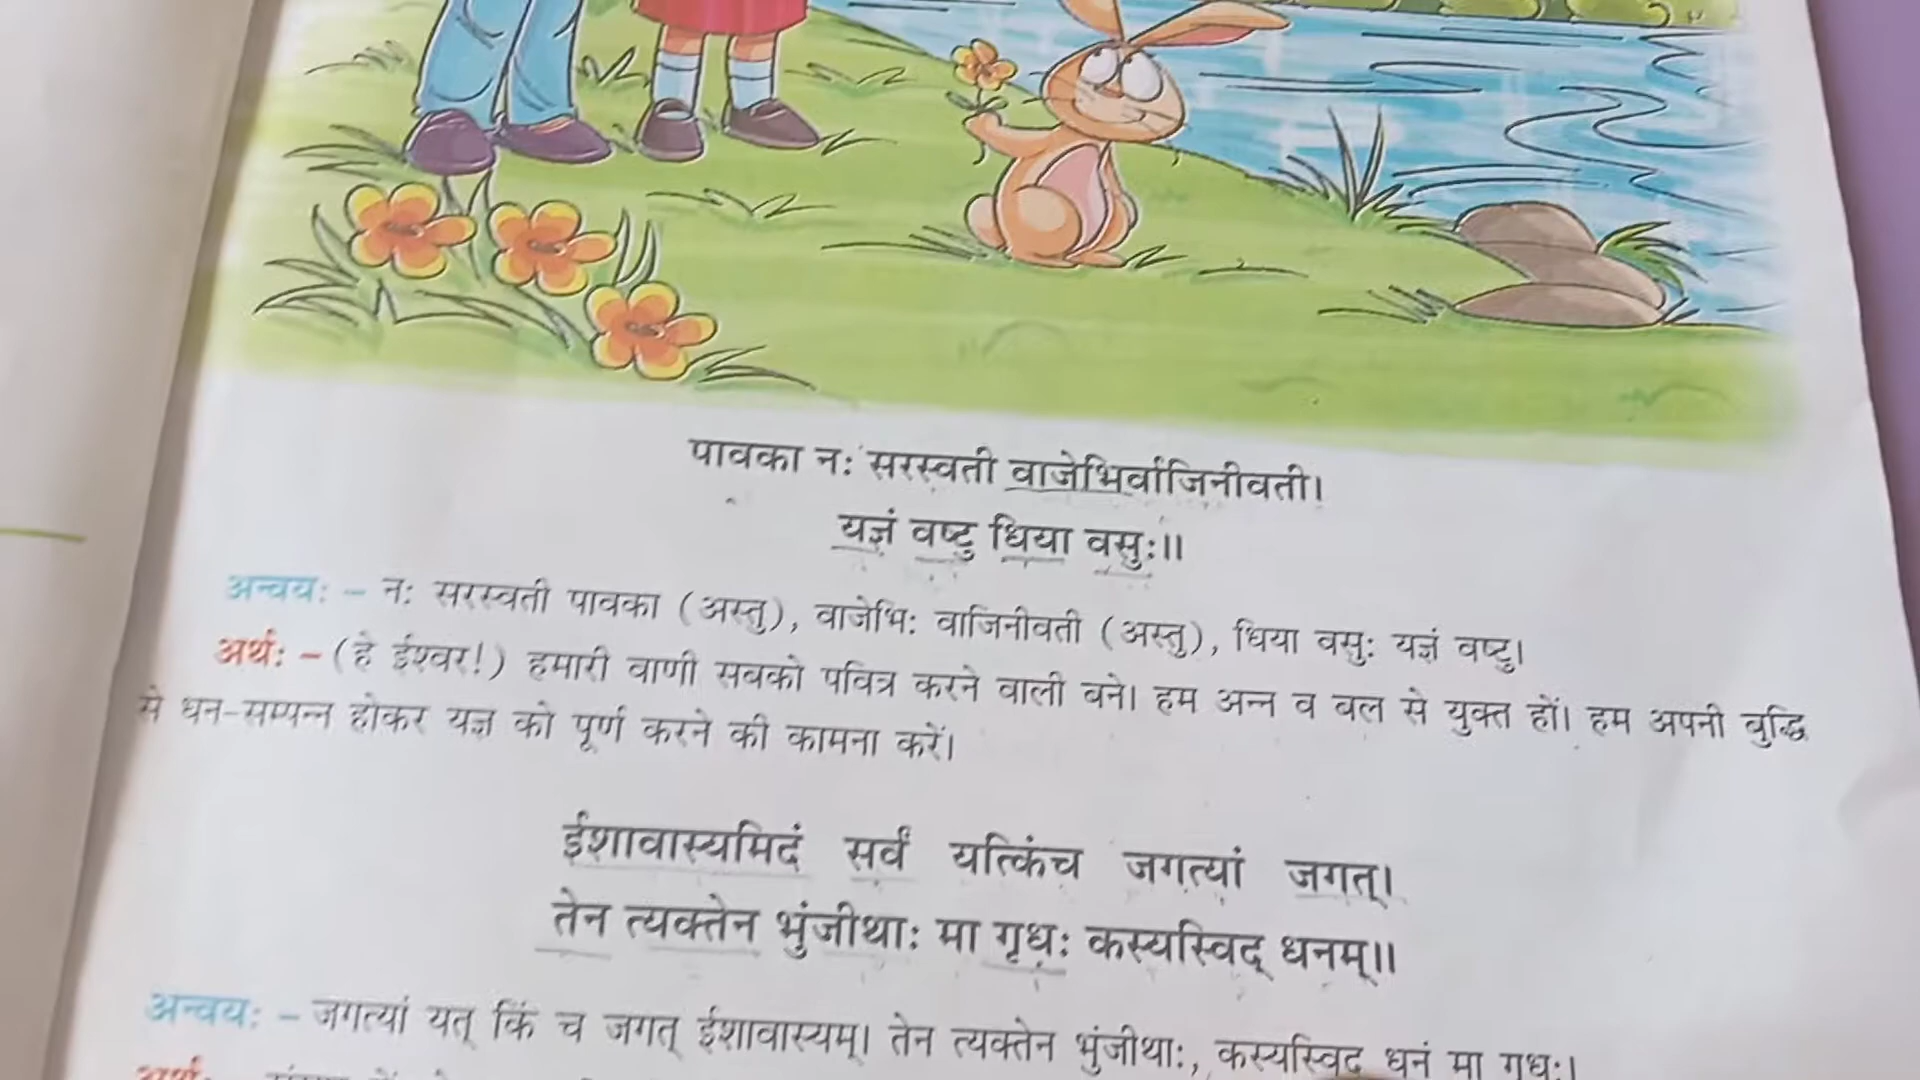 पावका नः सरस्वती वाजेभिर्वाजिनीवती।
यज्ञं वष्टु धिया वसुः॥
अन्वयः – नः सरस्वती पावका (अस्तु), वाजेभिः वाजिनीवती (अस्तु), धिया वसुः यज्ञं वष्टु।
अर्थः – (हे ईश्वर!) हमारी वाणी सबको पवित्र करने वाली बने। हम अन्न व बल से युक्त हों। हम अपनी बुद्धि
से धन-सम्पन्न होकर यज्ञ को पूर्ण करने की कामना करें।
ईशावास्यमिदं सर्वं यत्किंच जगत्यां जगत्।
तेन त्यक्तेन भुंजीथाः मा गृधः कस्यस्विद् धनम्॥
अन्वयः – जगत्यां यत् किं च जगत् ईशावास्यम्। तेन त्यक्तेन भुंजीथाः, कस्यस्विद धनं मा गृधः।